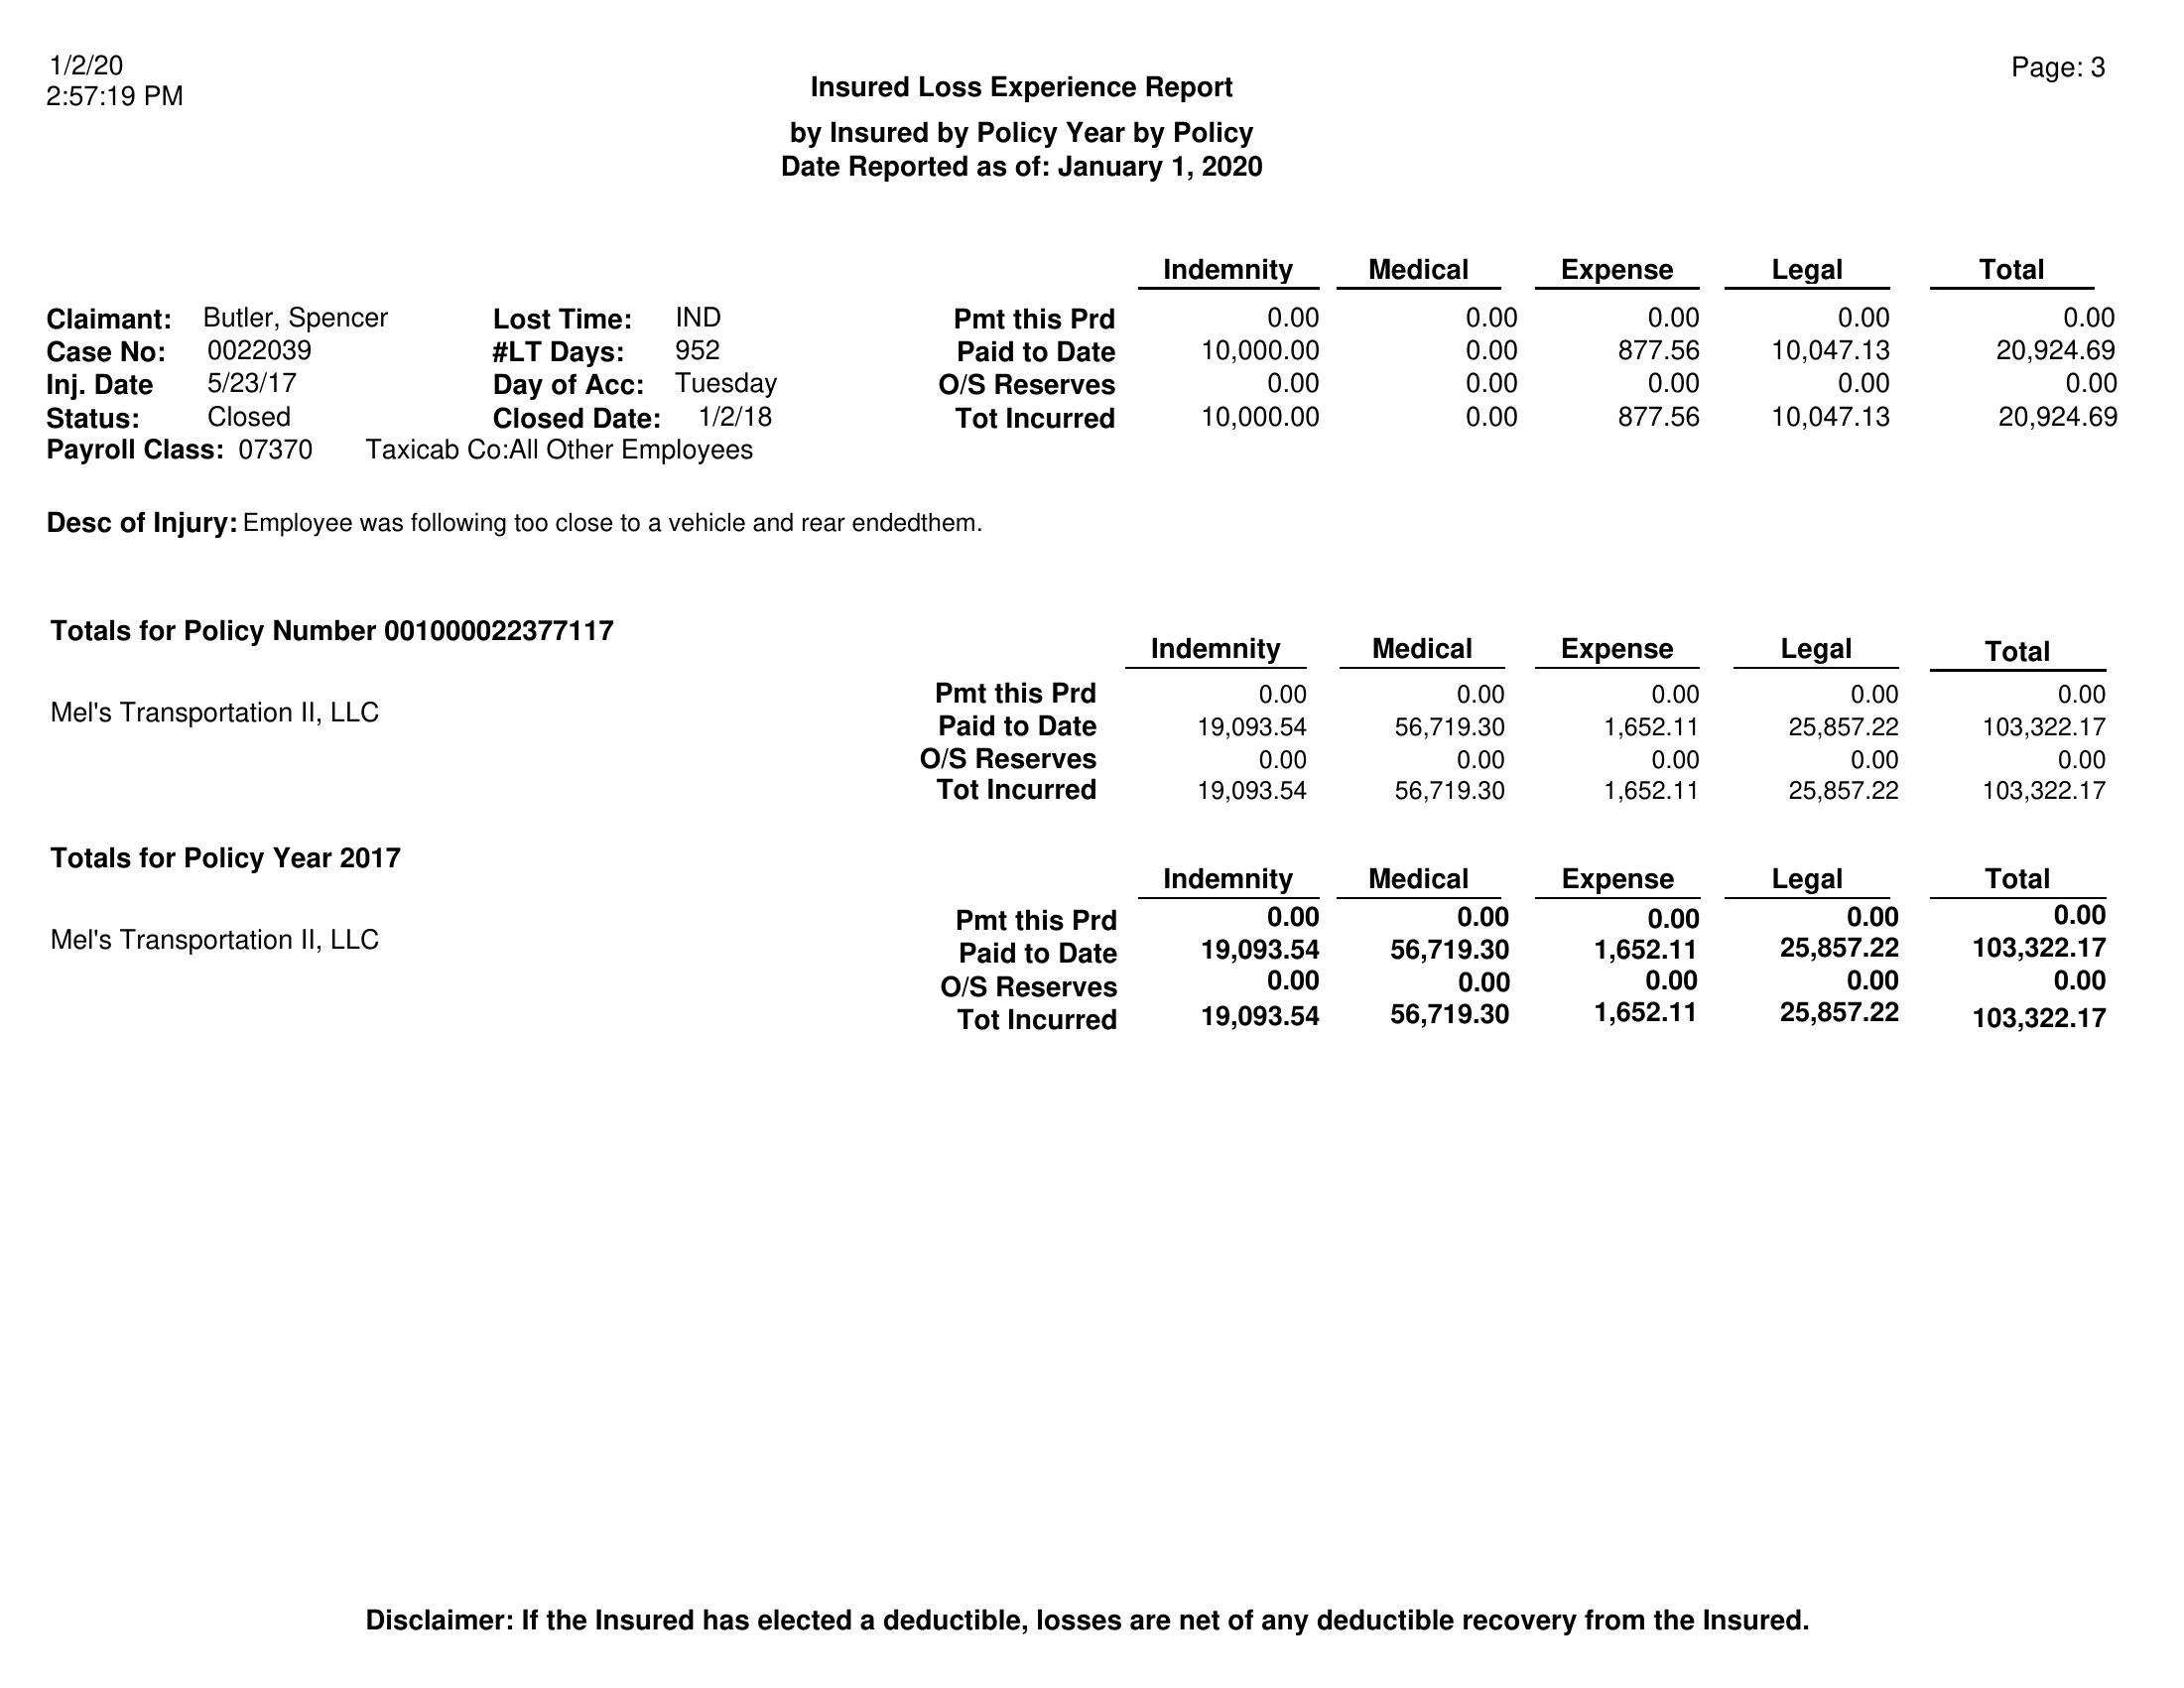 1/2/20
Page: 3
2:57:19 PM
Insured Loss Experience Report
by Insured by Policy Year by Policy
Date Reported as of: January 1, 2020
Indemnity Medical Expense Legal Total
Claimant: Butler, Spencer Lost Time: IND Pmt this Prd 0.00 0.00 0.00 0.00 0.00
Case No: 0022039 #LT Days: 952 Paid to Date 10,000.00 0.00 877.56 10,047.13 20,924.69
Inj. Date 5/23/17 Day of Acc: Tuesday O/S Reserves 0.00 0.00 0.00 0.00 0.00
Status: Closed Closed Date: 1/2/18 Tot Incurred 10,000.00 0.00 877.56 10,047.13 20,924.69
Payroll Class: 07370 Taxicab Co:All Other Employees
Desc of Injury: Employee was following too close to a vehicle and rear endedthem.
Totals for Policy Number 001000022377117
Indemnity Medical Expense Legal Total
Pmt this Prd 0.00 0.00 0.00 0.00 0.00
Mel's Transportation II, LLC
Paid to Date 19,093.54 56,719.30 1,652.11 25,857.22 103,322.17
O/S Reserves 0.00 0.00 0.00 0.00 0.00
Tot Incurred 19,093.54 56,719.30 1,652.11 25,857.22 103,322.17
Totals for Policy Year 2017
Indemnity Medical Expense Legal Total
Pmt this Prd 0.00 0.00 0.00 0.00 0.00
Mel's Transportation II, LLC
Paid to Date 19,093.54 56,719.30 1,652.11 25,857.22 103,322.17
O/S Reserves 0.00 0.00 0.00 0.00 0.00
Tot Incurred 19,093.54 56,719.30 1,652.11 25,857.22 103,322.17
Disclaimer: If the Insured has elected a deductible, losses are net of any deductible recovery from the Insured.